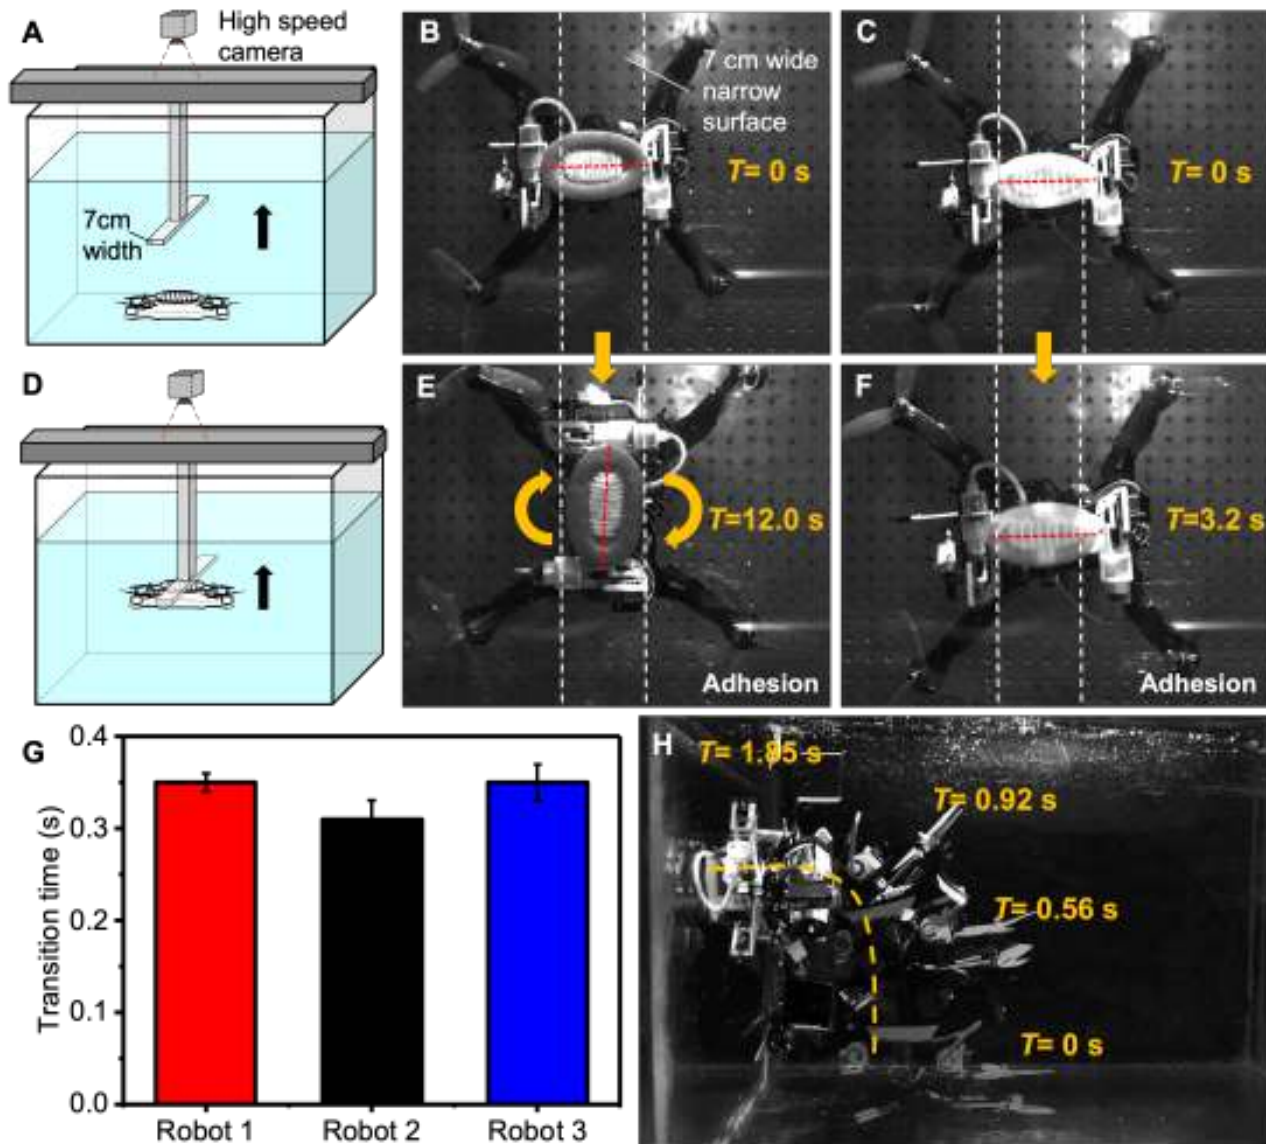 A
High speed
camera
7cm
width
B
7 cm wide
narrow
surface
T= 0 s
C
T= 0 s
D
E
T=12.0 s
Adhesion
F
T=3.2 s
Adhesion
G
Transition time (s)
0.4
0.3
0.2
0.1
0.0
Robot 1
Robot 2
Robot 3
H
T= 1.85 s
T= 0.92 s
T= 0.56 s
T= 0 s